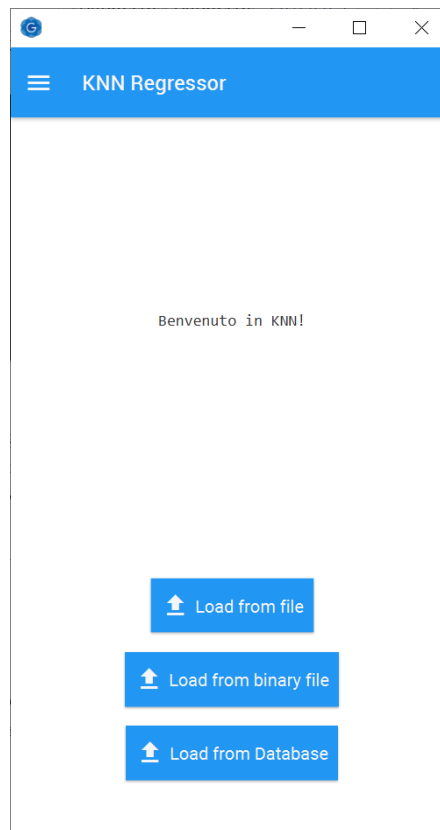 G
KNN Regressor
Benvenuto in KNN!
Load from file
Load from binary file
Load from Database